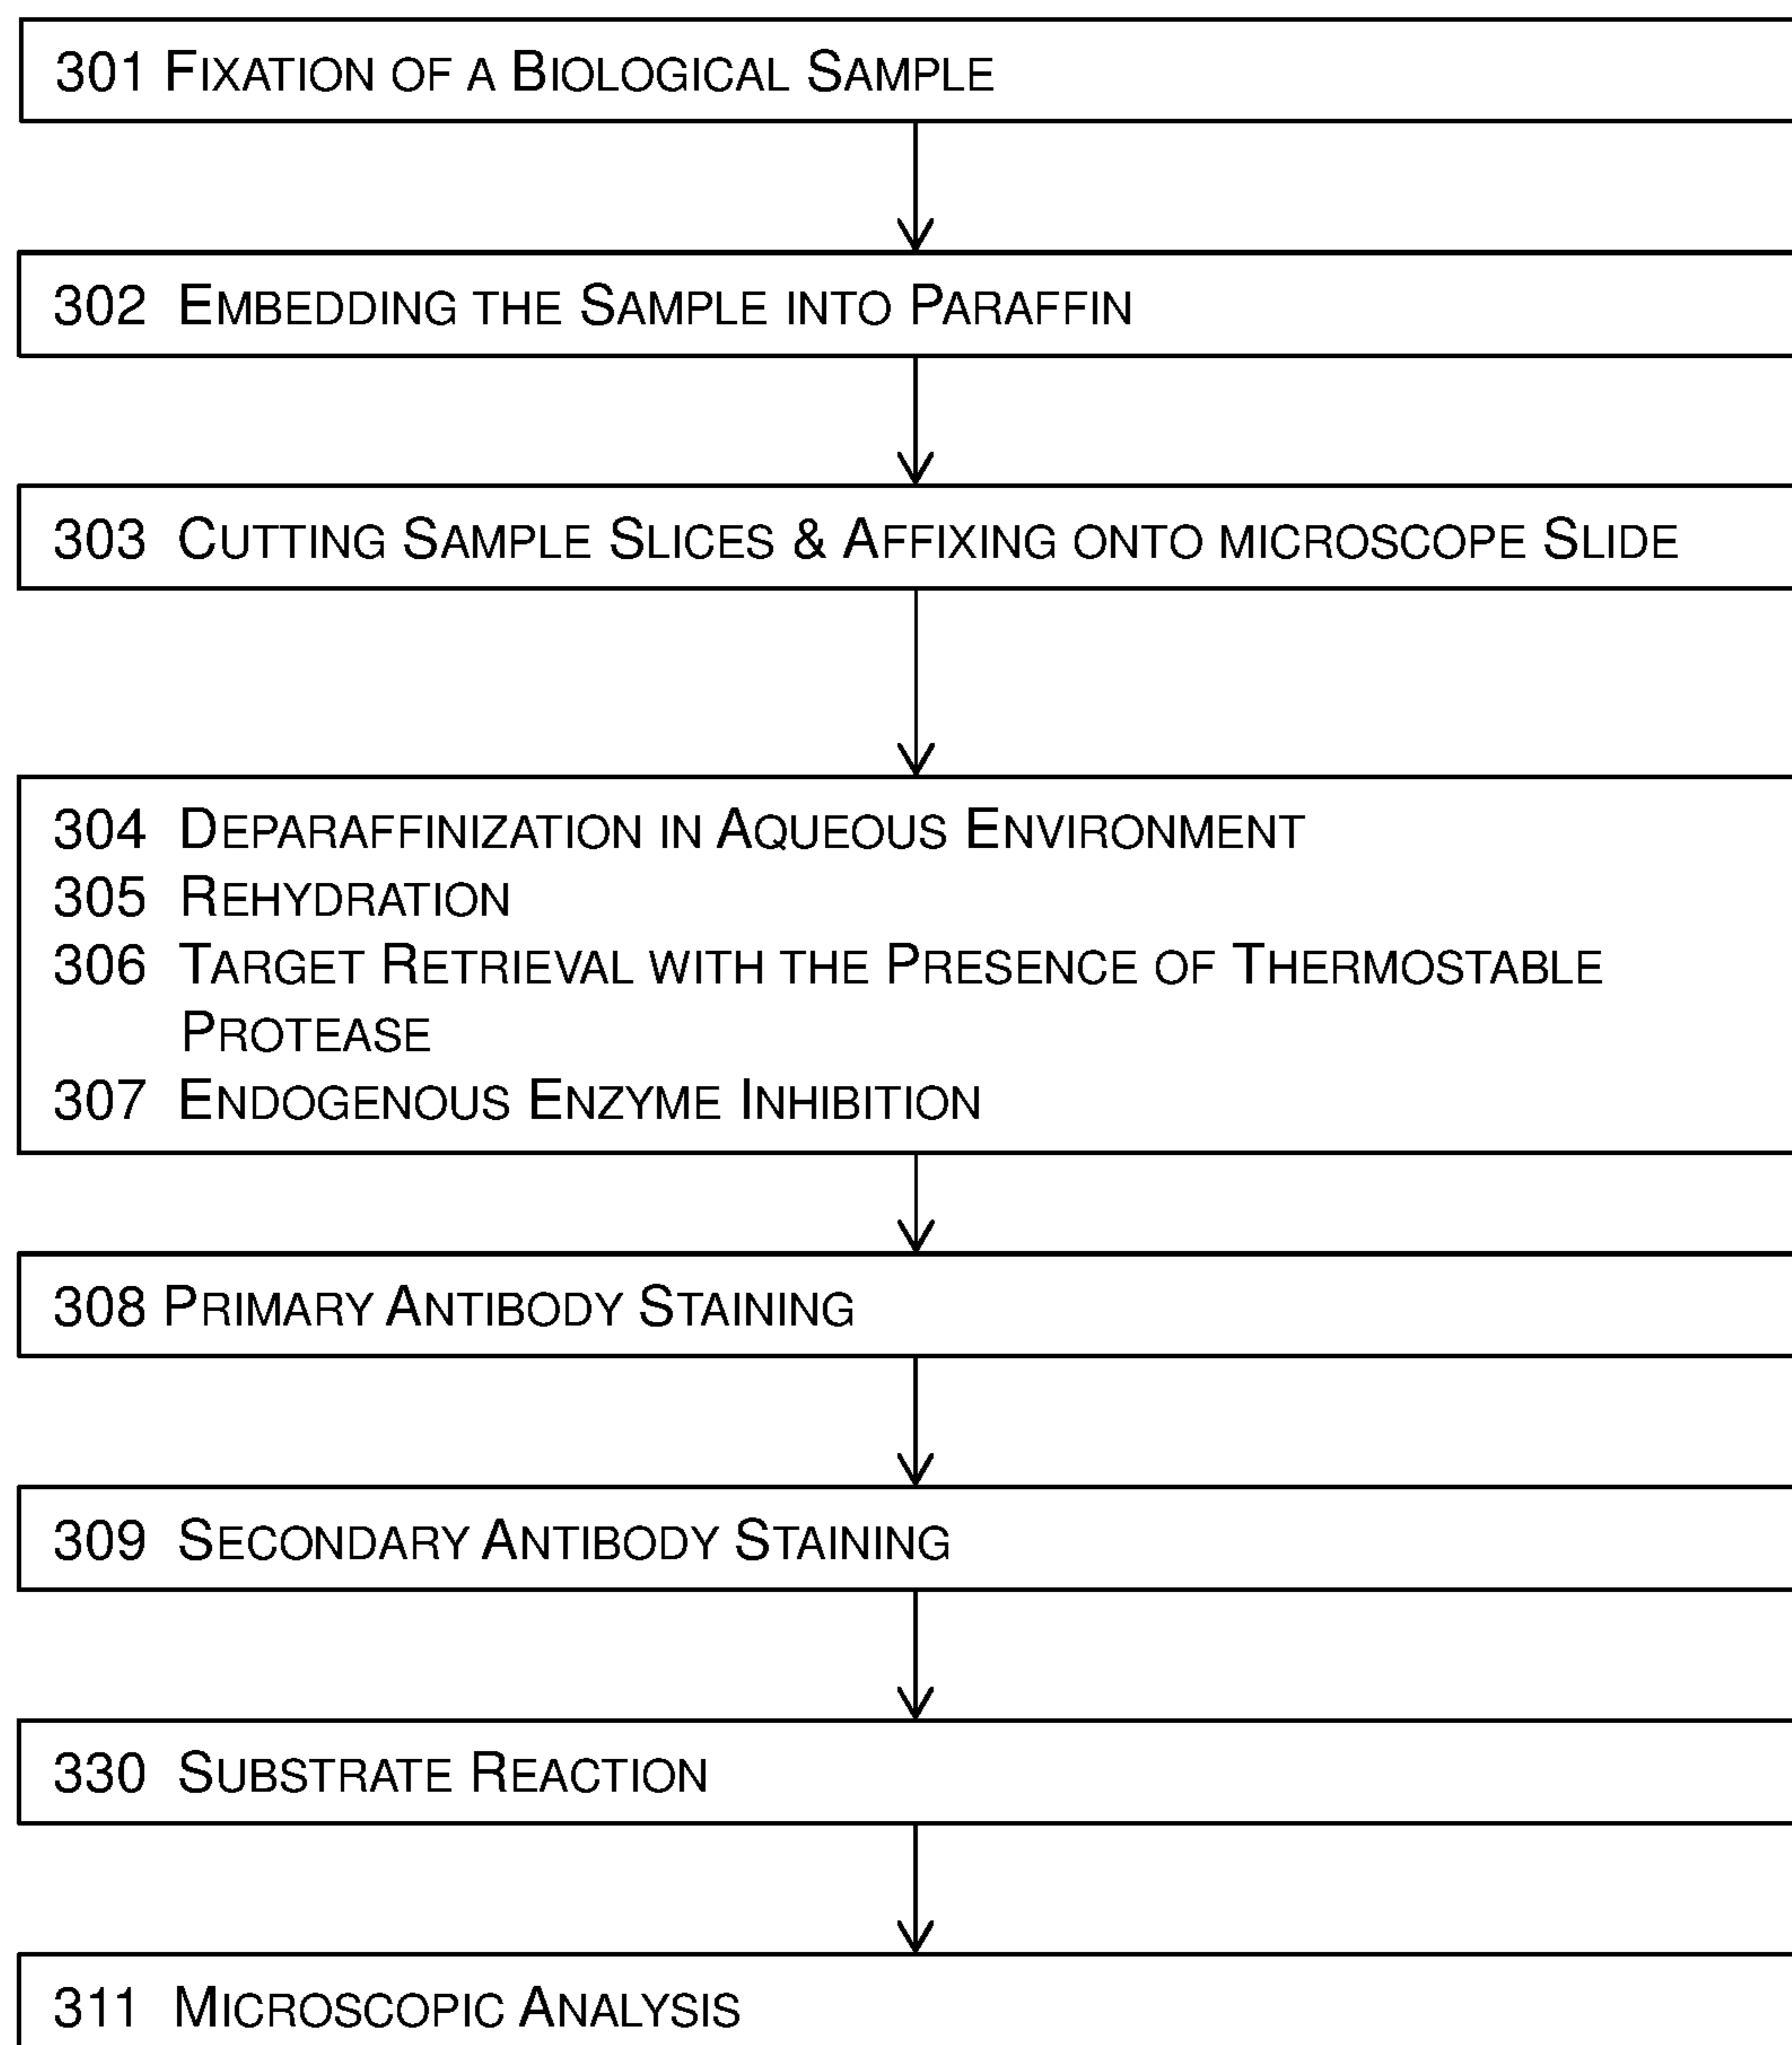 301 Fixation of a Biological Sample
302 Embedding the Sample into Paraffin
303 Cutting Sample Slices & Affixing onto microscope Slide
304 Deparaffinization in Aqueous Environment
305 Rehydration
306 Target Retrieval with the Presence of Thermostable
Protease
307 Endogenous Enzyme Inhibition
308 Primary Antibody Staining
309 Secondary Antibody Staining
330 Substrate Reaction
311 Microscopic Analysis